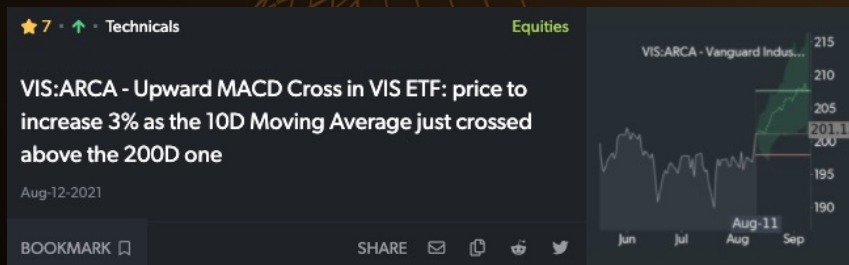 7 • ↑ • Technicals
Equities
VIS:ARCA - Upward MACD Cross in VIS ETF: price to
increase 3% as the 10D Moving Average just crossed
above the 200D one
Aug-12-2021
BOOKMARK
SHARE
VIS:ARCA - Vanguard Indus...
215
210
205
201.1
200
195
190
Aug-11
Jun Jul Aug Sep